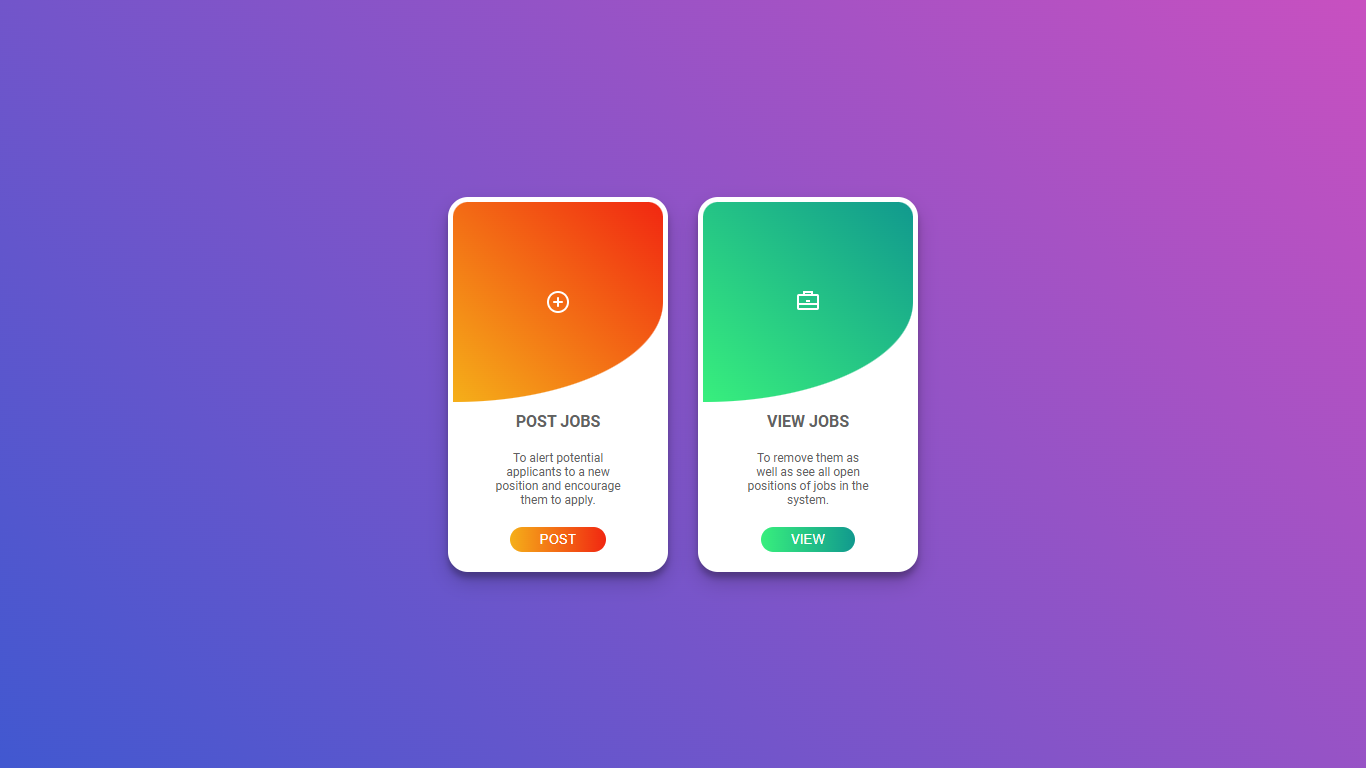 POST JOBS
To alert potential
applicants to a new
position and encourage
them to apply.
POST
VIEW JOBS
To remove them as
well as see all open
positions of jobs in the
system.
VIEW